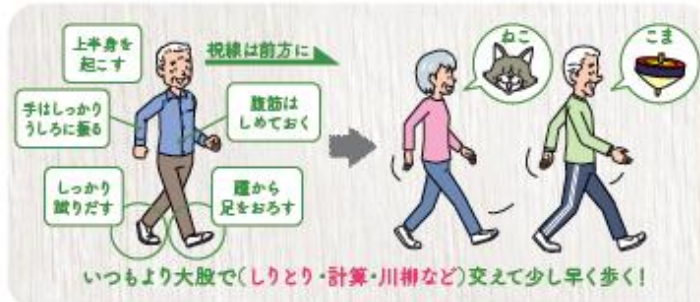 上半身を
起こす
視線は前方に
手はしっかり
うしろに振る
腹筋は
しめておく
しっかり
蹴りだす
踵から
足をおろす
ねこ
こま
いつもより大股で(しりとり・計算・川柳など)交えて少し早く歩く!